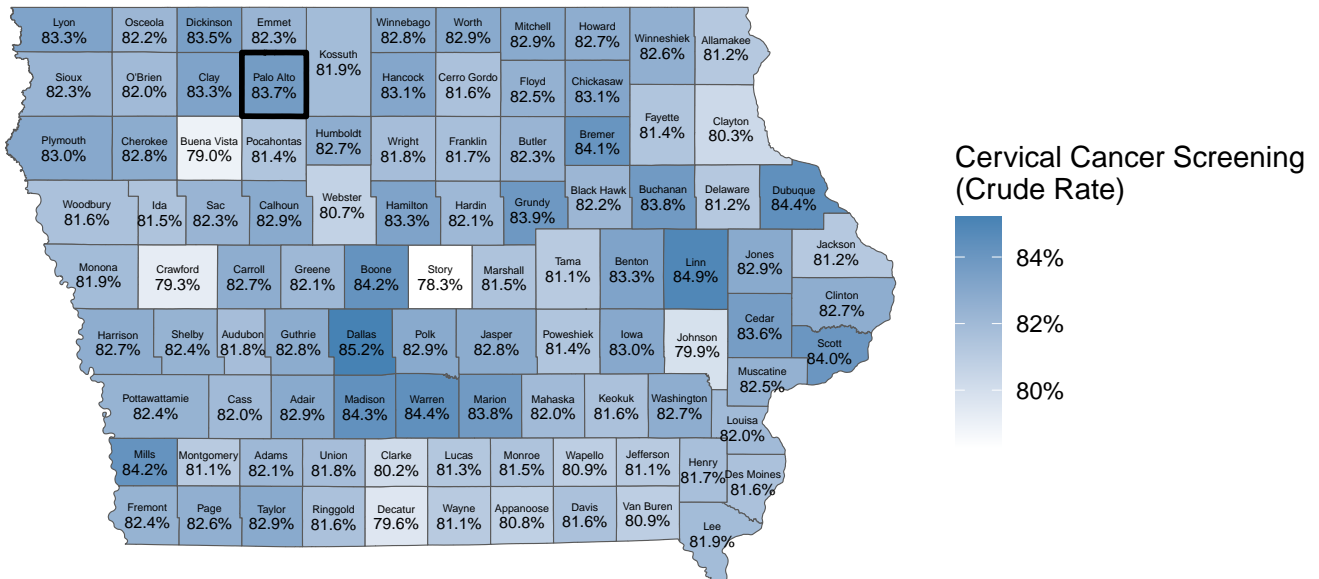 Lyon
83.3%
Osceola
82.2%
Dickinson
83.5%
Emmet
82.3%
Kossuth
81.9%
Winnebago
82.8%
Worth
82.9%
Mitchell
82.9%
Howard
82.7%
Winneshiek
82.6%
Allamakee
81.2%
Sioux
82.3%
O'Brien
82.0%
Clay
83.3%
Palo Alto
83.7%
Hancock
83.1%
Cerro Gordo
81.6%
Floyd
82.5%
Chickasaw
83.1%
Fayette
81.4%
Clayton
80.3%
Plymouth
83.0%
Cherokee
82.8%
Buena Vista
79.0%
Pocahontas
81.4%
Humboldt
82.7%
Wright
81.8%
Franklin
81.7%
Butler
82.3%
Bremer
84.1%
Woodbury
81.6%
Ida
81.5%
Sac
82.3%
Calhoun
82.9%
Webster
80.7%
Hamilton
83.3%
Hardin
82.1%
Grundy
83.9%
Black Hawk
82.2%
Buchanan
83.8%
Delaware
81.2%
Dubuque
84.4%
Monona
81.9%
Crawford
79.3%
Carroll
82.7%
Greene
82.1%
Boone
84.2%
Story
78.3%
Marshall
81.5%
Tama
81.1%
Benton
83.3%
Linn
84.9%
Jones
82.9%
Jackson
81.2%
Clinton
82.7%
Harrison
82.7%
Shelby
82.4%
Audubon
81.8%
Guthrie
82.8%
Dallas
85.2%
Polk
82.9%
Jasper
82.8%
Poweshiek
81.4%
Iowa
83.0%
Johnson
79.9%
Cedar
83.6%
Scott
84.0%
Muscatine
82.5%
Pottawattamie
82.4%
Cass
82.0%
Adair
82.9%
Madison
84.3%
Warren
84.4%
Marion
83.8%
Mahaska
82.0%
Keokuk
81.6%
Washington
82.7%
Louisa
82.0%
Mills
84.2%
Montgomery
81.1%
Adams
82.1%
Union
81.8%
Clarke
80.2%
Lucas
81.3%
Monroe
81.5%
Wapello
80.9%
Jefferson
81.1%
Henry
81.7%
Des Moines
81.6%
Fremont
82.4%
Page
82.6%
Taylor
82.9%
Ringgold
81.6%
Decatur
79.6%
Wayne
81.1%
Appanoose
80.8%
Davis
81.6%
Van Buren
80.9%
Lee
81.9%
Cervical Cancer Screening
(Crude Rate)
84%
82%
80%